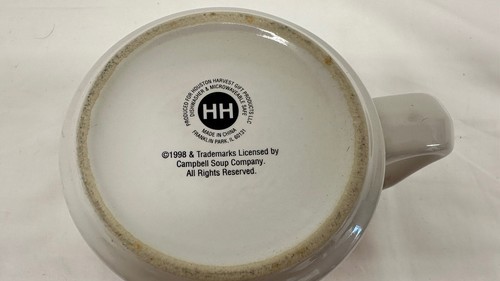 PRODUCED FOR HOUSTON HARVEST GIFT PRODUCTS LLC
DISHWASHER & MICROWAVEABLE SAFE
HH
MADE IN CHINA
FRANKLIN PARK, IL 60131
©1998 & Trademarks Licensed by
Campbell Soup Company.
All Rights Reserved.